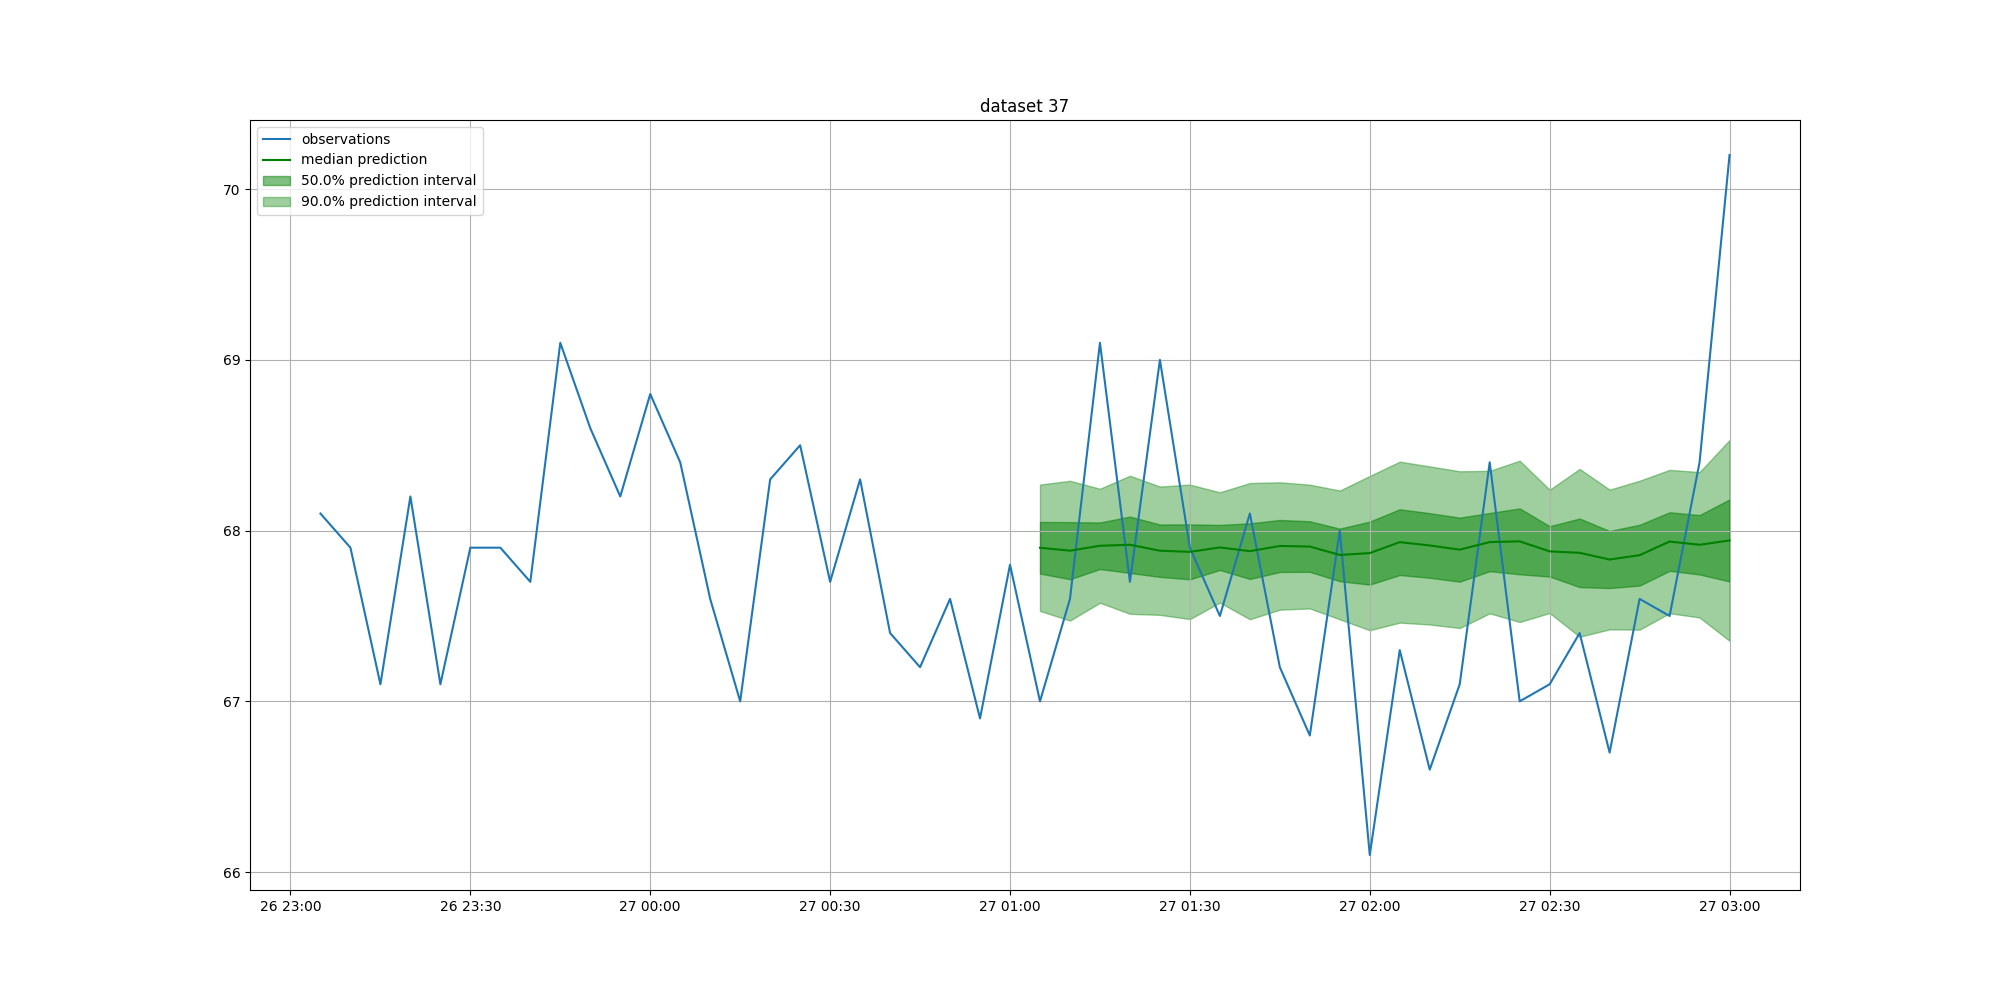 dataset 37
observations
median prediction
50.0% prediction interval
90.0% prediction interval
70
69
68
67
66
26 23:00 26 23:30 27 00:00 27 00:30 27 01:00 27 01:30 27 02:00 27 02:30 27 03:00